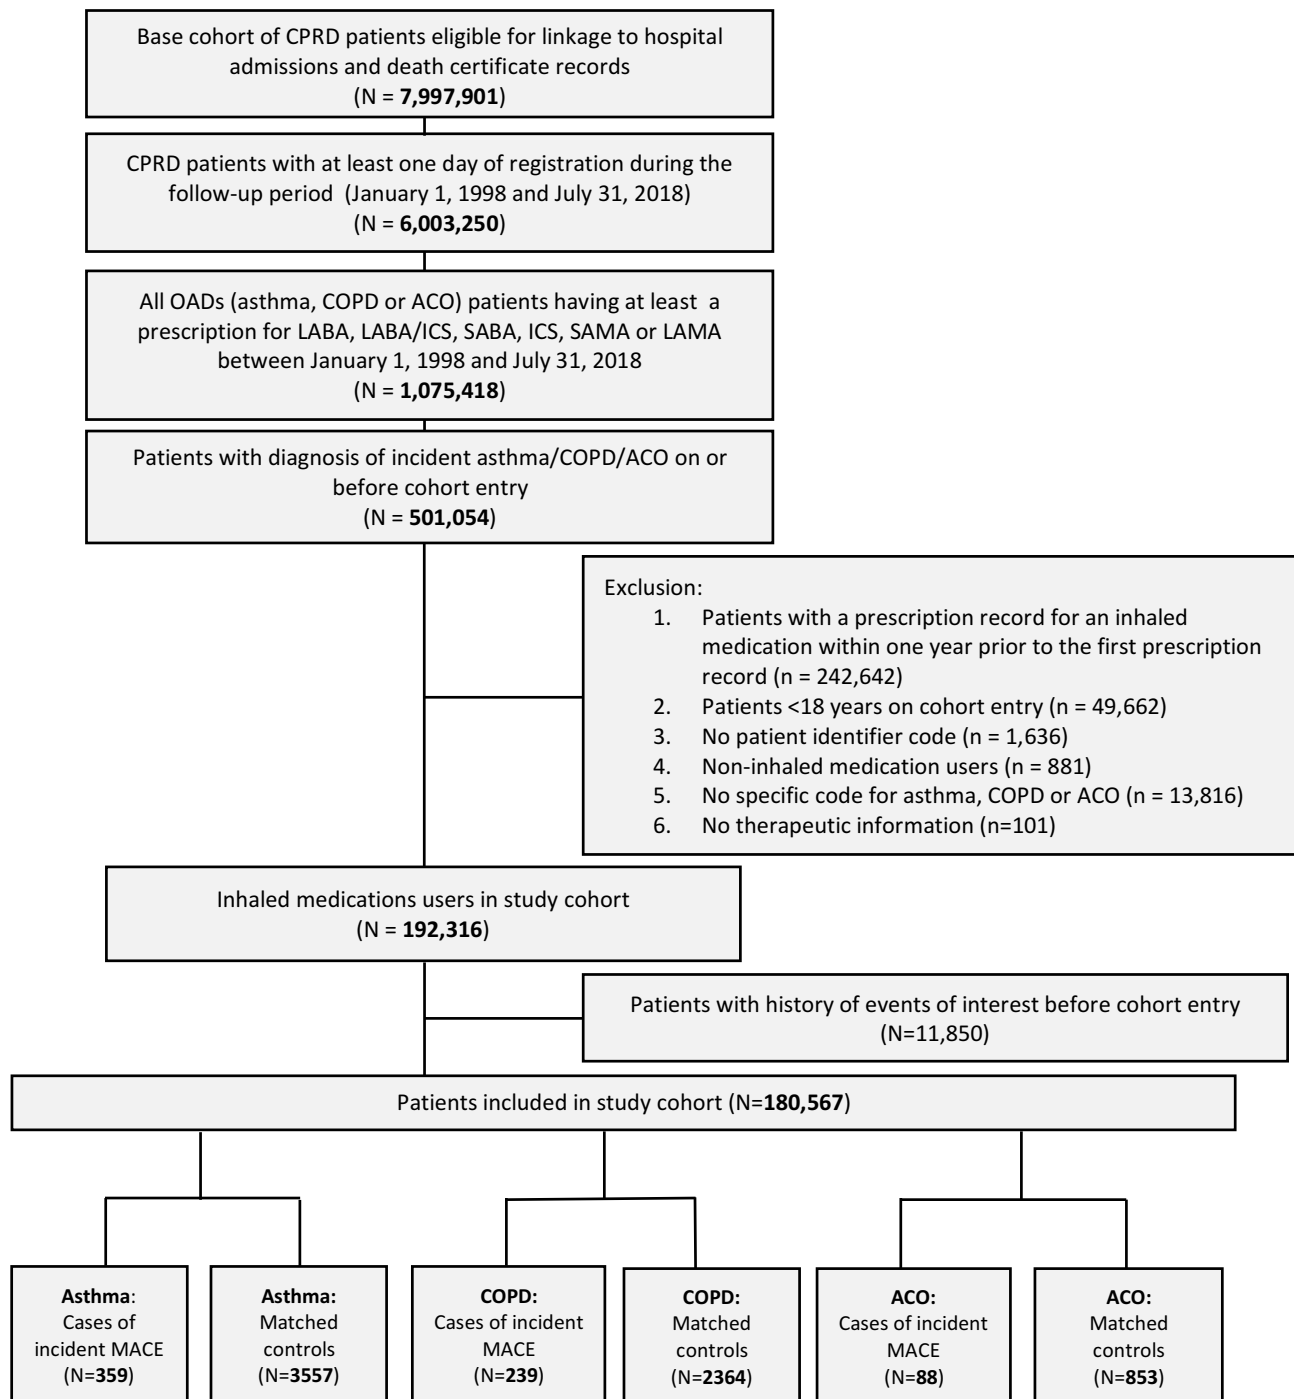 Base cohort of CPRD patients eligible for linkage to hospital
admissions and death certificate records
(N = 7,997,901)
CPRD patients with at least one day of registration during the
follow-up period (January 1, 1998 and July 31, 2018)
(N = 6,003,250)
All OADs (asthma, COPD or ACO) patients having at least a
prescription for LABA, LABA/ICS, SABA, ICS, SAMA or LAMA
between January 1, 1998 and July 31, 2018
(N = 1,075,418)
Patients with diagnosis of incident asthma/COPD/ACO on or
before cohort entry
(N = 501,054)
Exclusion:
1. Patients with a prescription record for an inhaled
medication within one year prior to the first prescription
record (n = 242,642)
2. Patients <18 years on cohort entry (n = 49,662)
3. No patient identifier code (n = 1,636)
4. Non-inhaled medication users (n = 881)
5. No specific code for asthma, COPD or ACO (n = 13,816)
6. No therapeutic information (n=101)
Inhaled medications users in study cohort
(N = 192,316)
Patients with history of events of interest before cohort entry
(N=11,850)
Patients included in study cohort (N=180,567)
Asthma:
Cases of
incident MACE
(N=359)
Asthma:
Matched
controls
(N=3557)
COPD:
Cases of incident
MACE
(N=239)
COPD:
Matched
controls
(N=2364)
ACO:
Cases of incident
MACE
(N=88)
ACO:
Matched
controls
(N=853)